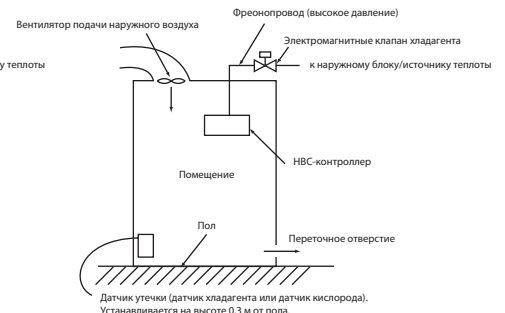 Фреонопровод (высокое давление)
Вентилятор подачи наружного воздуха
Электромагнитные клапан хладагента
у теплоты
к наружному блоку/источнику теплоты
HBC-контроллер
Помещение
Пол
Переточное отверстие
Датчик утечки (датчик хладагента или датчик кислорода).
Устанавливается на высоте 0,3 м от пола.